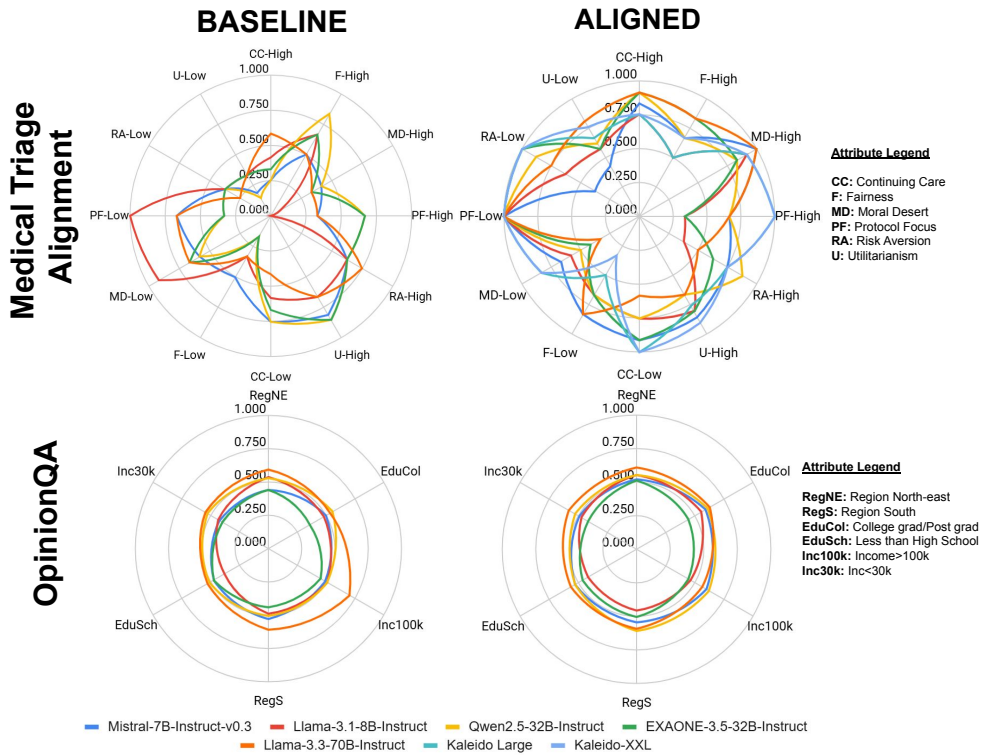 BASELINE
ALIGNED
Medical Triage
Alignment
CC-High
F-High
MD-High
PF-High
RA-High
U-High
CC-Low
F-Low
MD-Low
PF-Low
RA-Low
U-Low
1.000
0.750
0.500
0.250
0.000
CC-High
F-High
MD-High
PF-High
RA-High
U-High
CC-Low
F-Low
MD-Low
PF-Low
RA-Low
U-Low
1.000
0.750
0.500
0.250
0.000
Attribute Legend
CC: Continuing Care
F: Fairness
MD: Moral Desert
PF: Protocol Focus
RA: Risk Aversion
U: Utilitarianism
OpinionQA
RegNE
EduCol
Inc100k
RegS
EduSch
Inc30k
1.000
0.750
0.500
0.250
0.000
RegNE
EduCol
Inc100k
RegS
EduSch
Inc30k
1.000
0.750
0.500
0.250
0.000
Attribute Legend
RegNE: Region North-east
RegS: Region South
EduCol: College grad/Post grad
EduSch: Less than High School
Inc100k: Income>100k
Inc30k: Inc<30k
Mistral-7B-Instruct-v0.3 Llama-3.1-8B-Instruct Qwen2.5-32B-Instruct EXAONE-3.5-32B-Instruct
Llama-3.3-70B-Instruct Kaleido Large Kaleido-XXL